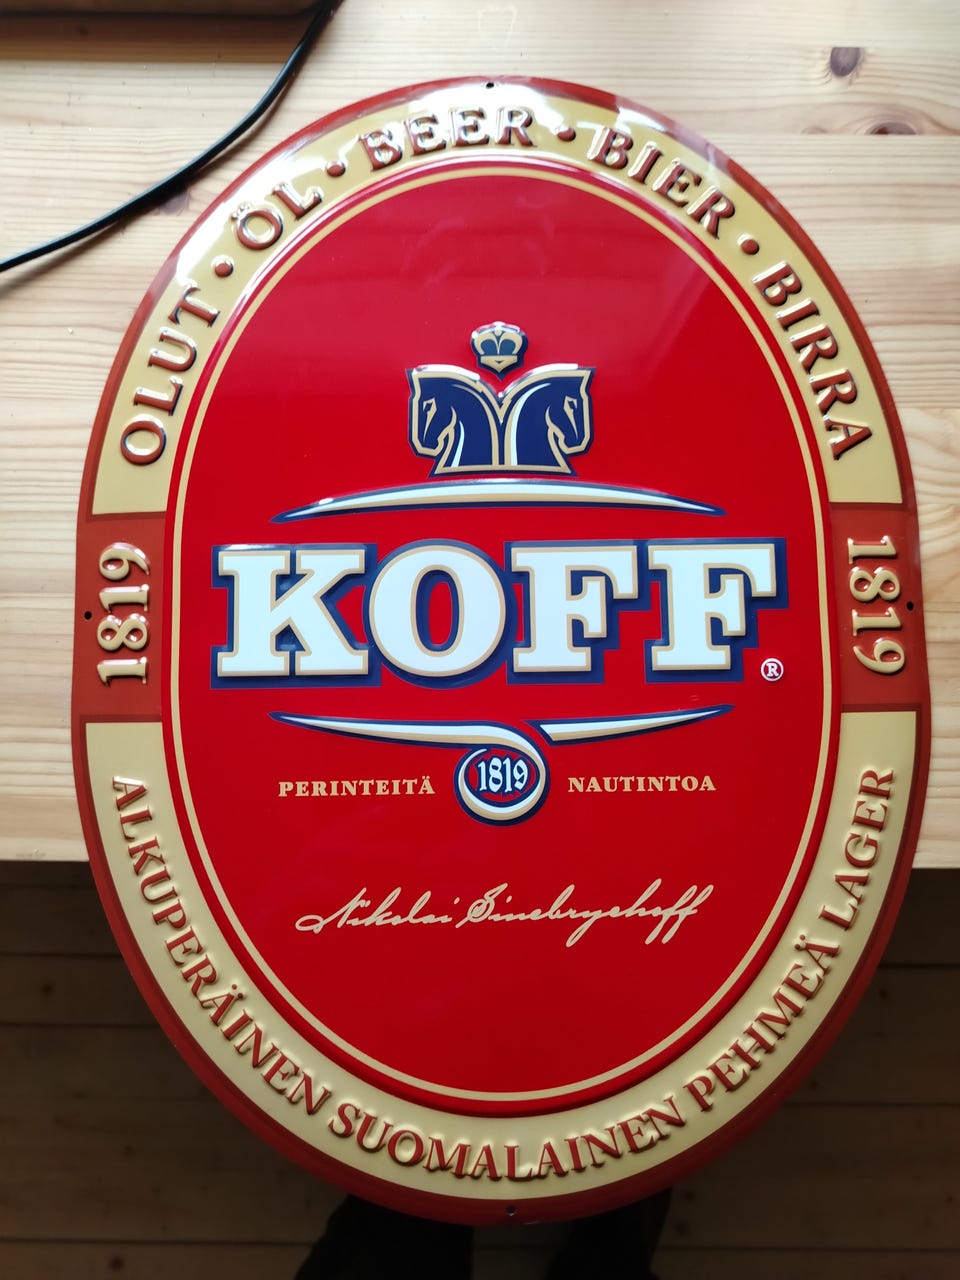 OLUT • ÖL • BEER • BIER • BIRRA
KOFF
®
1819
1819
PERINTEITÄ 1819 NAUTINTOA
Nikolai Sinebrychoff
ALKUPERÄINEN SUOMALAINEN PEHMEÄ LAGER